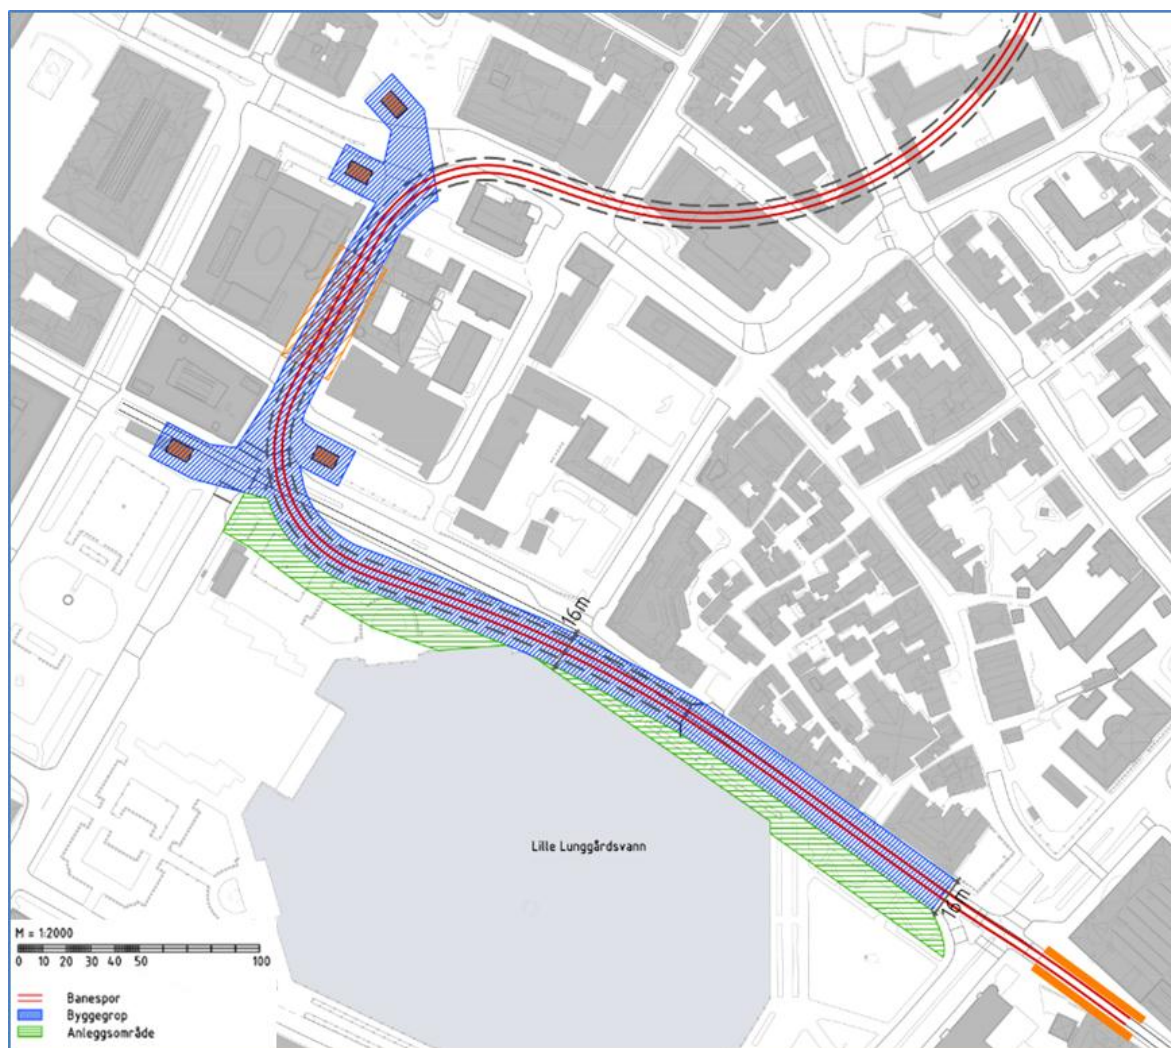 16m
Lille Lunggårdsvann
16m
M = 1:2000
0 10 20 30 40 50 100
Banespor
Byggegrop
Anleggsområde